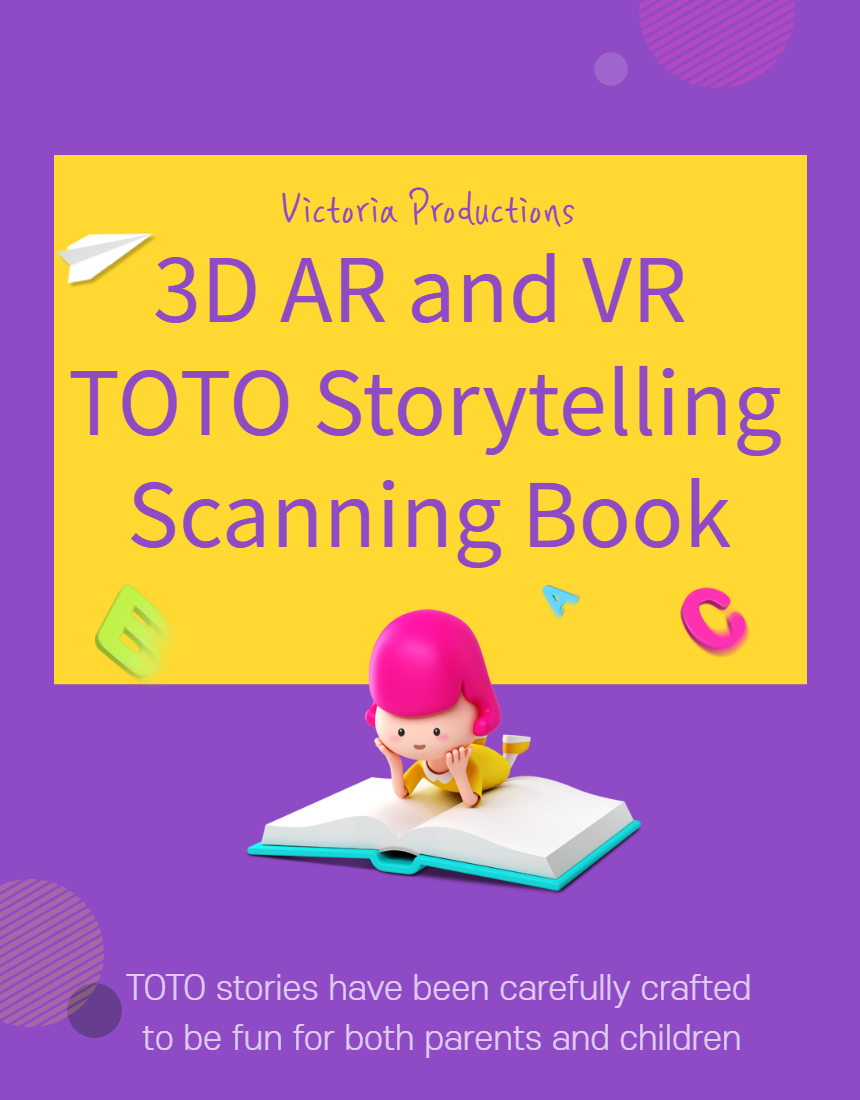 Victoria Productions
3D AR and VR
TOTO Storytelling
Scanning Book
E
A
C
TOTO stories have been carefully crafted
to be fun for both parents and children